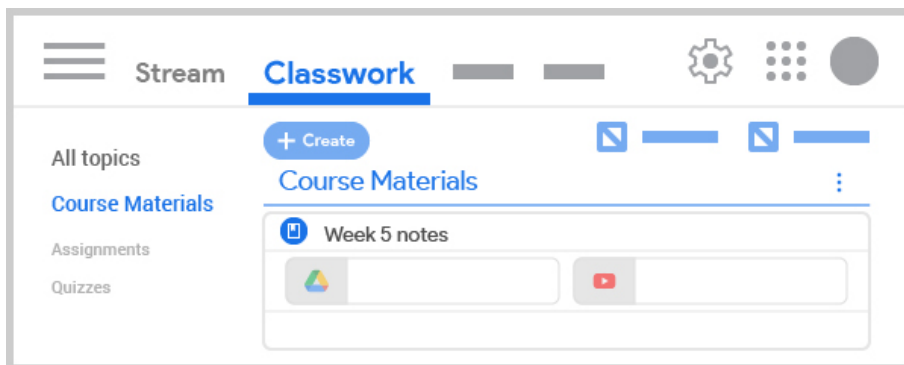 Stream Classwork
+ Create
All topics
Course Materials
Course Materials
Week 5 notes
Assignments
Quizzes